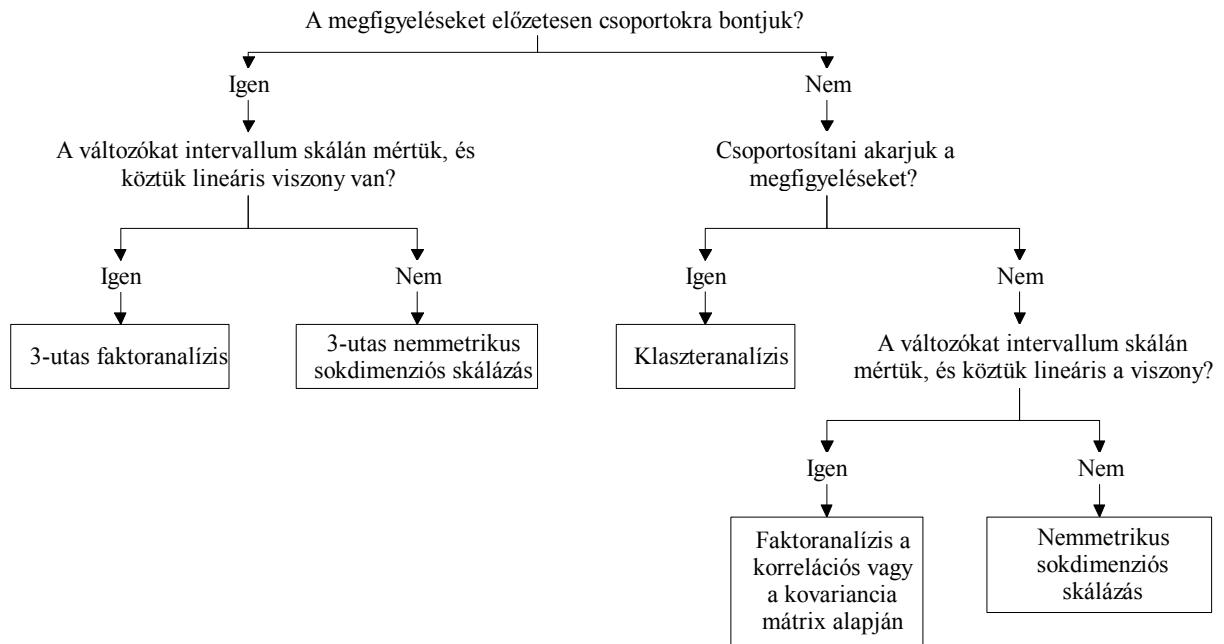 A megfigyeléseket előzetesen csoportokra bontjuk?
Igen
Nem
A változókat intervallum skálán mértük, és
köztük lineáris viszony van?
Csoportosítani akarjuk a
megfigyeléseket?
Igen
Nem
Igen
Nem
3-utas faktoranalízis
3-utas nemmetrikus
sokdimenziós skálázás
Klaszteranalízis
A változókat intervallum skálán
mértük, és köztük lineáris a viszony?
Igen
Nem
Faktoranalízis a
korrelációs vagy
a kovariancia
mátrix alapján
Nemmetrikus
sokdimenziós
skálázás